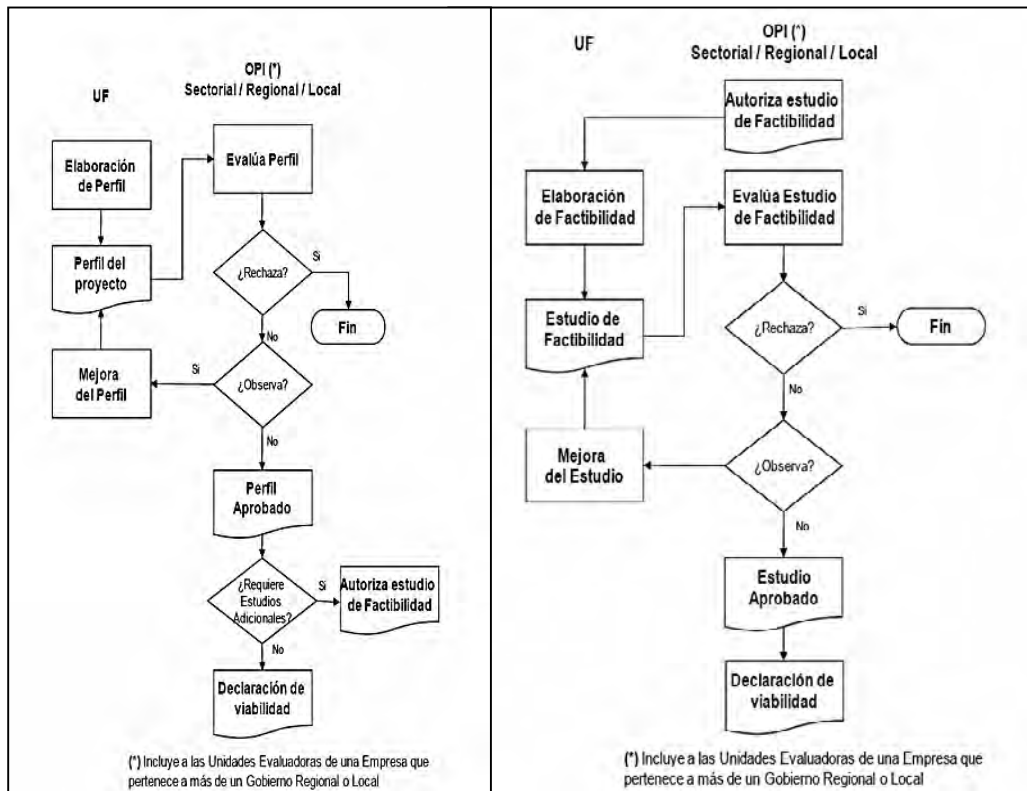 UF
OPI (*)
Sectorial / Regional / Local
Elaboración
de Perfil
Evalúa Perfil
Perfil del
proyecto
¿Rechaza?
Si
Fin
No
Mejora
del Perfil
Si
¿Observa?
No
Perfil
Aprobado
¿Requiere
Estudios
Adicionales?
Si
Autoriza estudio
de Factibilidad
No
Declaración de
viabilidad
(*) Incluye a las Unidades Evaluadoras de una Empresa que
pertenece a más de un Gobierno Regional o Local
UF
OPI (*)
Sectorial / Regional / Local
Autoriza estudio
de Factibilidad
Elaboración
de Factibilidad
Evalúa Estudio
de Factibilidad
Estudio de
Factibilidad
¿Rechaza?
Si
Fin
No
Mejora
del Estudio
¿Observa?
No
Estudio
Aprobado
Declaración de
viabilidad
(*) Incluye a las Unidades Evaluadoras de una Empresa que
pertenece a más de un Gobierno Regional o Local